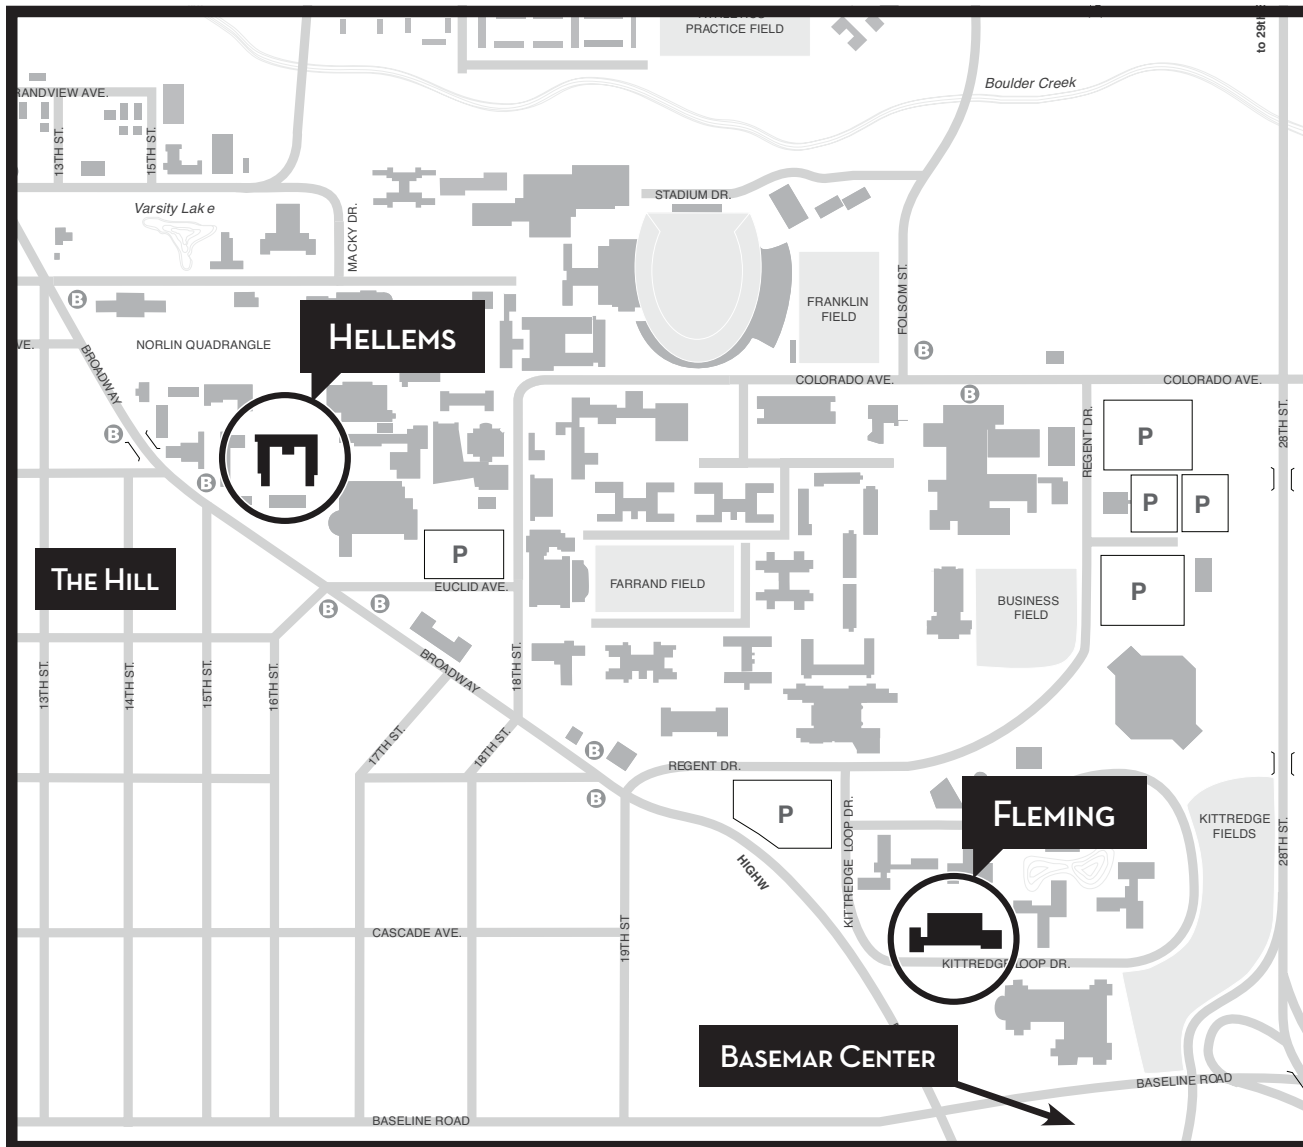 PRACTICE FIELD
to 29th
Boulder Creek
RANDVIEW AVE.
13TH ST.
15TH ST.
Varsity Lake
MACKY DR.
STADIUM DR.
FRANKLIN
FIELD
FOLSOM ST.
B
B
HELLEMS
VE.
NORLIN QUADRANGLE
BROADWAY
COLORADO AVE.
COLORADO AVE.
B
REGENT DR.
28TH ST.
P
B
B
P
P
P
EUCLID AVE.
THE HILL
FARRAND FIELD
BUSINESS
FIELD
P
B
B
BROADWAY
13TH ST.
14TH ST.
15TH ST.
16TH ST.
18TH ST.
17TH ST.
18TH ST.
B
REGENT DR.
B
P
KITTREDGE LOOP DR.
FLEMING
KITTREDGE
FIELDS
28TH ST.
HIGHW
CASCADE AVE.
19TH ST
KITTREDGE LOOP DR.
BASEMAR CENTER
BASELINE ROAD
BASELINE ROAD